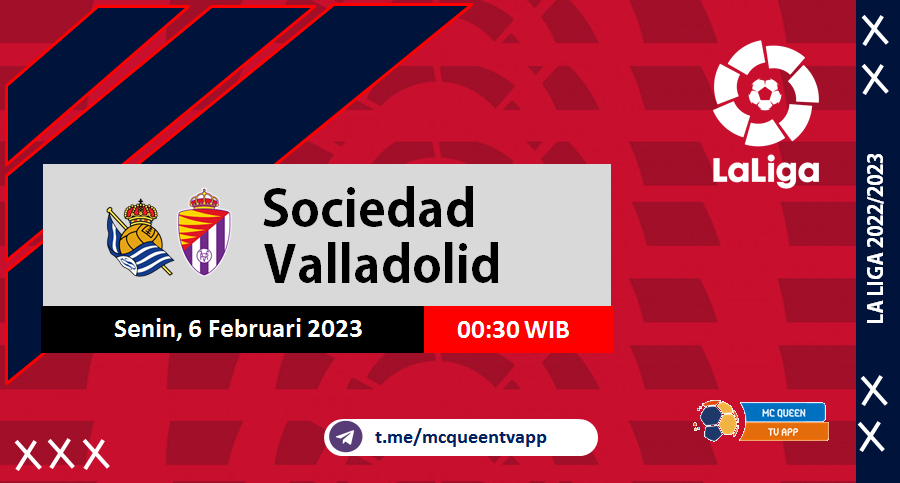 LaLiga
LA LIGA 2022/2023
Sociedad
Valladolid
Senin, 6 Februari 2023
00:30 WIB
t.me/mcqueentvapp
MC QUEEN
TV APP